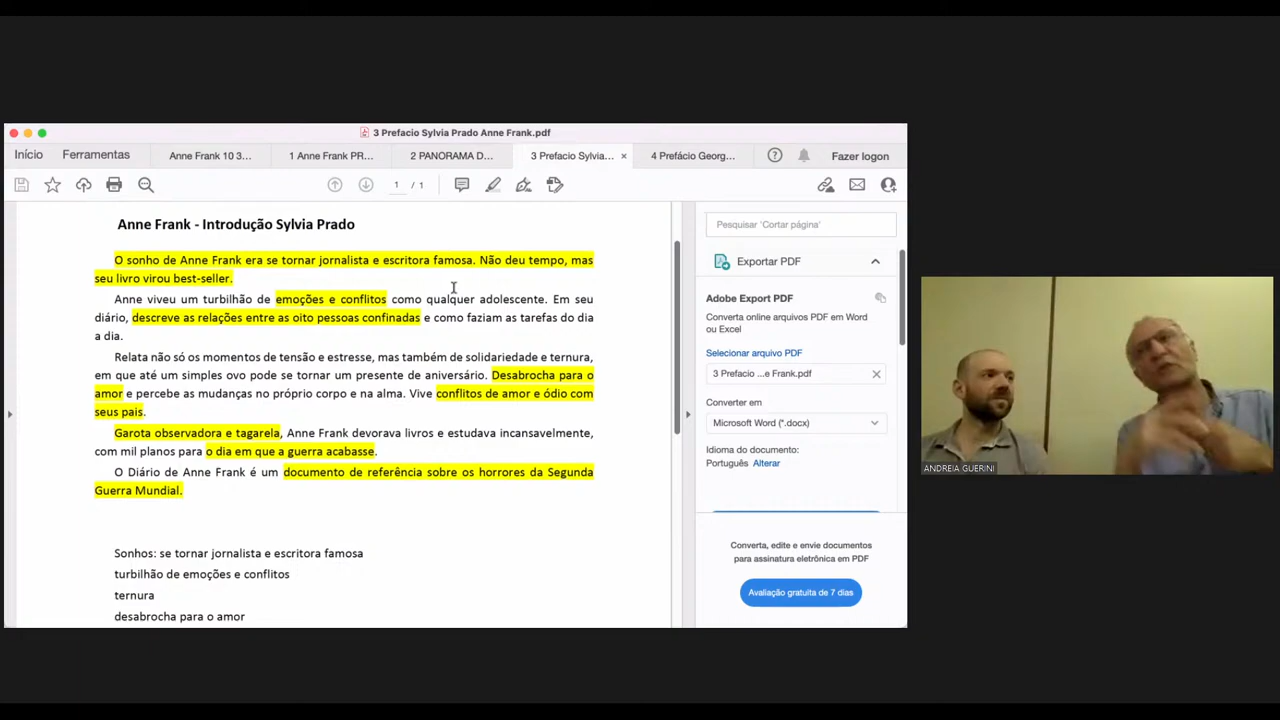 3 Prefacio Sylvia Prado Anne Frank.pdf
Início
Ferramentas
Anne Frank 10 3...
1 Anne Frank PR...
2 PANORAMA D...
3 Prefacio Sylvia...
4 Prefácio Georg...
Fazer logon
1 / 1
Anne Frank - Introdução Sylvia Prado
O sonho de Anne Frank era se tornar jornalista e escritora famosa. Não deu tempo, mas
seu livro virou best-seller.
Anne viveu um turbilhão de emoções e conflitos como qualquer adolescente. Em seu
diário, descreve as relações entre as oito pessoas confinadas e como faziam as tarefas do dia
a dia.
Relata não só os momentos de tensão e estresse, mas também de solidariedade e ternura,
em que até um simples ovo pode se tornar um presente de aniversário. Desabrocha para o
amor e percebe as mudanças no próprio corpo e na alma. Vive conflitos de amor e ódio com
seus pais.
Garota observadora e tagarela, Anne Frank devorava livros e estudava incansavelmente,
com mil planos para o dia em que a guerra acabasse.
O Diário de Anne Frank é um documento de referência sobre os horrores da Segunda
Guerra Mundial.
Sonhos: se tornar jornalista e escritora famosa
turbilhão de emoções e conflitos
ternura
desabrocha para o amor
Pesquisar 'Cortar página'
Exportar PDF
Adobe Export PDF
Converta online arquivos PDF em Word
ou Excel
Selecionar arquivo PDF
3 Prefacio ...e Frank.pdf
Converter em
Microsoft Word (*.docx)
Idioma do documento:
Português Alterar
Converta, edite e envie documentos
para assinatura eletrônica em PDF
Avaliação gratuita de 7 dias
ANDREIA GUERINI